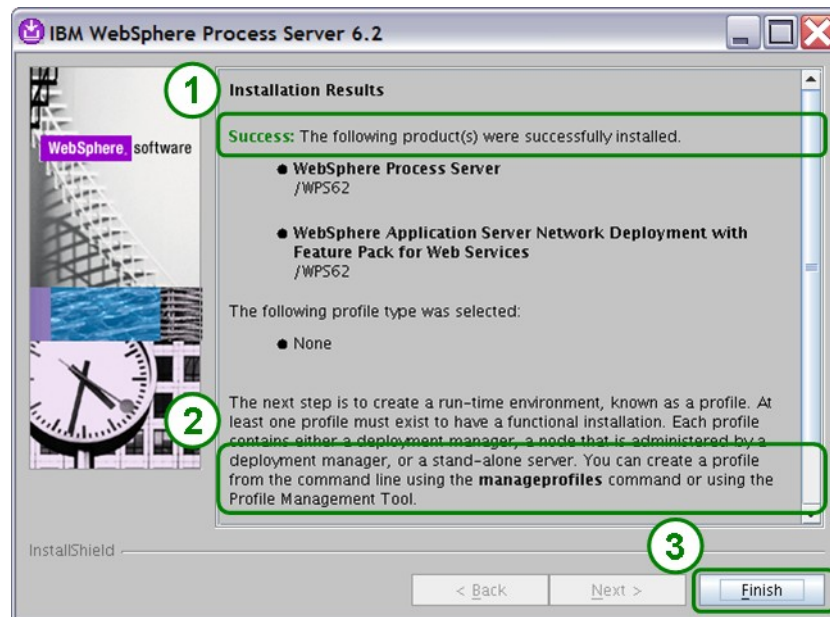 IBM WebSphere Process Server 6.2
1
Installation Results
Success: The following product(s) were successfully installed.
WebSphere software
● WebSphere Process Server
/WPS62
● WebSphere Application Server Network Deployment with
Feature Pack for Web Services
/WPS62
The following profile type was selected:
● None
2
The next step is to create a run-time environment, known as a profile. At
least one profile must exist to have a functional installation. Each profile
contains either a deployment manager, a node that is administered by a
deployment manager, or a stand-alone server. You can create a profile
from the command line using the manageprofiles command or using the
Profile Management Tool.
InstallShield
3
< Back
Next >
Finish